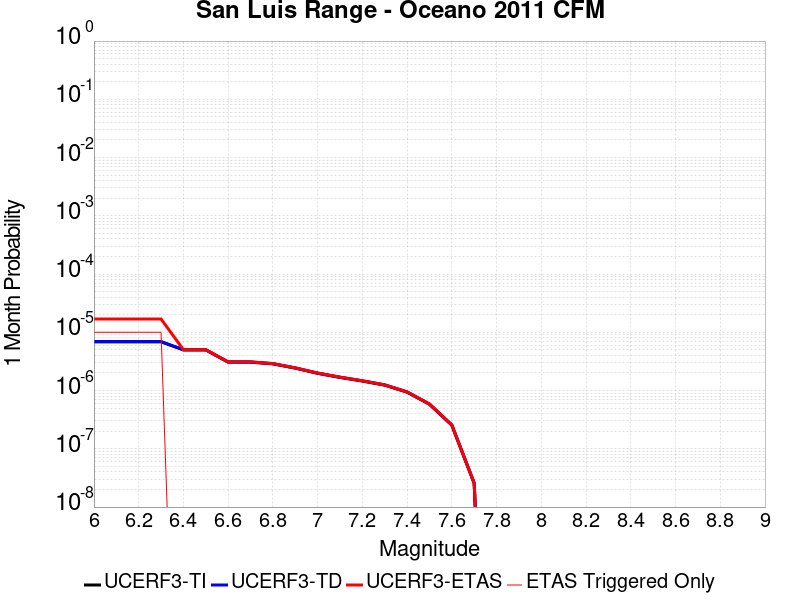 San Luis Range - Oceano 2011 CFM
10^0
10^-1
10^-2
10^-3
10^-4
10^-5
10^-6
10^-7
10^-8
1 Month Probability
6 6.2 6.4 6.6 6.8 7 7.2 7.4 7.6 7.8 8 8.2 8.4 8.6 8.8 9
Magnitude
UCERF3-TI UCERF3-TD UCERF3-ETAS ETAS Triggered Only